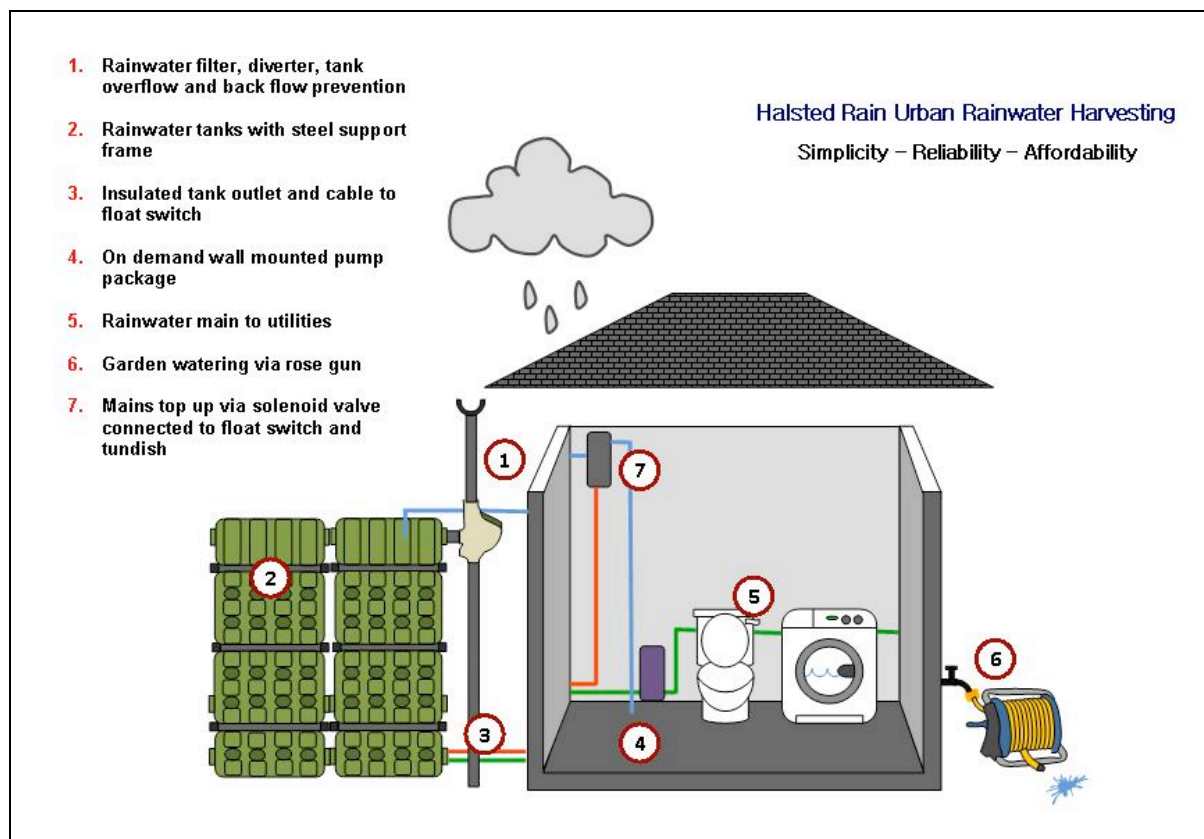 1. Rainwater filter, diverter, tank
overflow and back flow prevention
2. Rainwater tanks with steel support
frame
3. Insulated tank outlet and cable to
float switch
4. On demand wall mounted pump
package
5. Rainwater main to utilities
6. Garden watering via rose gun
7. Mains top up via solenoid valve
connected to float switch and
tundish
Halsted Rain Urban Rainwater Harvesting
Simplicity – Reliability – Affordability
1
7
2
5
6
3
4